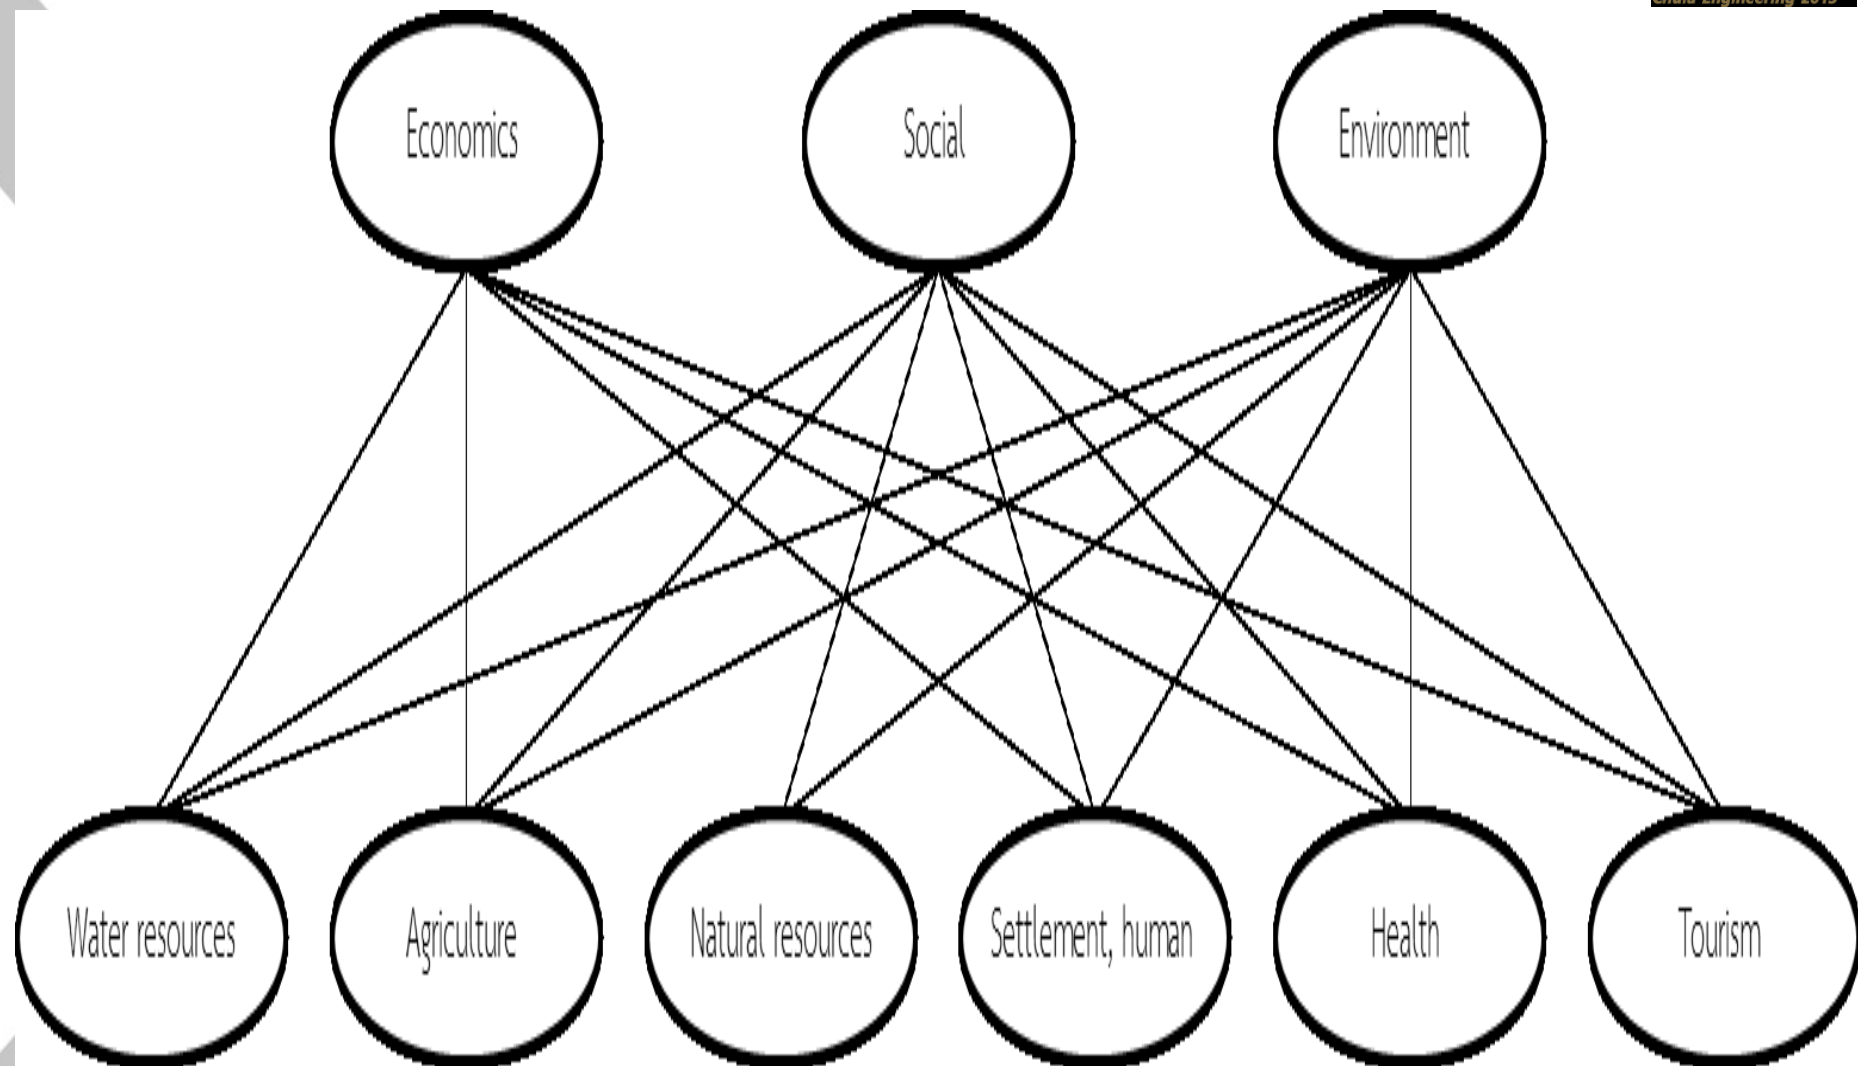 Economics
Social
Environment
Water resources
Agriculture
Natural resources
Settlement, human
Health
Tourism